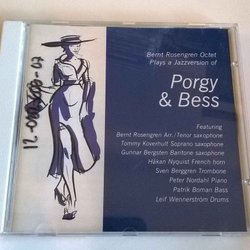 Bernt Rosengren Octet
Plays a Jazzversion of
Porgy
& Bess
Featuring
Bernt Rosengren Arr./Tenor saxophone
Tommy Koverhult Soprano saxophone
Gunnar Bergsten Baritone saxophone
Håkan Nyquist French horn
Sven Berggren Trombone
Peter Nordahl Piano
Patrik Boman Bass
Leif Wennerström Drums